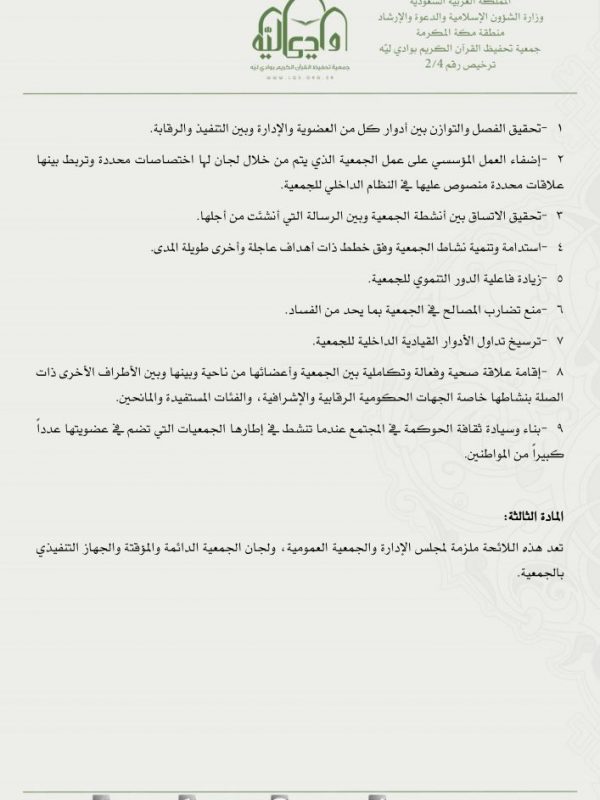 المملكة العربية السعودية
وزارة الشؤون الإسلامية والدعوة والإرشاد
منطقة مكة المكرمة
جمعية تحفيظ القرآن الكريم بوادي ليّه
ترخيص رقم 2/4
وادي ليّه
جمعية تحفيظ القرآن الكريم بوادي ليّه
١ -تحقيق الفصل والتوازن بين أدوار كل من العضوية والإدارة وبين التنفيذ والرقابة.
٢ -إضفاء العمل المؤسسي على عمل الجمعية الذي يتم من خلال لجان لها اختصاصات محددة وتربط بينها
علاقات محددة منصوص عليها في النظام الداخلي للجمعية.
٣ -تحقيق الاتساق بين أنشطة الجمعية وبين الرسالة التي أنشئت من أجلها.
٤ -استدامة وتنمية نشاط الجمعية وفق خطط ذات أهداف عاجلة وأخرى طويلة المدى.
٥ -زيادة فاعلية الدور التنموي للجمعية.
٦ -منع تضارب المصالح في الجمعية بما يحد من الفساد.
٧ -ترسيخ تداول الأدوار القيادية الداخلية للجمعية.
٨ -إقامة علاقة صحية وفعالة وتكاملية بين الجمعية وأعضائها من ناحية وبينها وبين الأطراف الأخرى ذات
الصلة بنشاطها خاصة الجهات الحكومية الرقابية والإشرافية، والفئات المستفيدة والمانحين.
٩ -بناء وسيادة ثقافة الحوكمة في المجتمع عندما تنشط في إطارها الجمعيات التي تضم في عضويتها عدداً
كبيراً من المواطنين.
المادة الثالثة:
تعد هذه اللائحة ملزمة لمجلس الإدارة والجمعية العمومية، ولجان الجمعية الدائمة والمؤقتة والجهاز التنفيذي
بالجمعية.